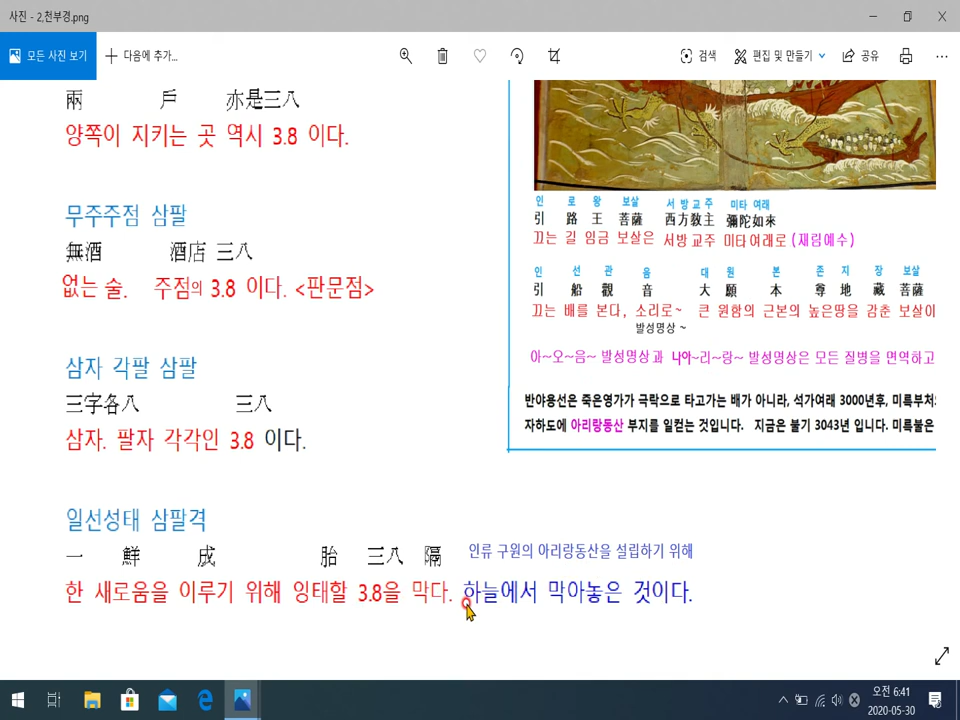 사진 - 2,천부경.png
모든 사진 보기
다음에 추가...
검색
편집 및 만들기
공유
兩 戶 亦是三八
양쪽이 지키는 곳 역시 3.8 이다.
무주주점 삼팔
無酒 酒店 三八
없는 술. 주점의 3.8 이다. <판문점>
삼자 각팔 삼팔
三字各八 三八
삼자. 팔자 각각인 3.8 이다.
일선성태 삼팔격
一 鮮 成 胎 三八 隔
인류 구원의 아리랑동산을 설립하기 위해
한 새로움을 이루기 위해 잉태할 3.8을 막다. 하늘에서 막아놓은 것이다.
인 로 왕 보살 서 방 교 주 미타 여래
引 路 王 菩薩 西方敎主 彌陀如來
끄는 길 임금 보살은 서방 교주 미타여래로 (재림예수)
인 선 관 음 대 원 본 존 지 장 보살
引 船 觀 音 大 願 本 尊 地 藏 菩薩
끄는 배를 본다, 소리로~ 큰 원함의 근본의 높은땅을 감춘 보살이
발성명상 ~
아~오~음~ 발성명상과 나아~리~랑~ 발성명상은 모든 질병을 면역하고
반야용선은 죽은영가가 극락으로 타고가는 배가 아니라, 석가여래 3000년후, 미륵부처
자하도에 아리랑동산 부지를 일컫는 것입니다. 지금은 불기 3043년 입니다. 미륵불은
오전 6:41
2020-05-30